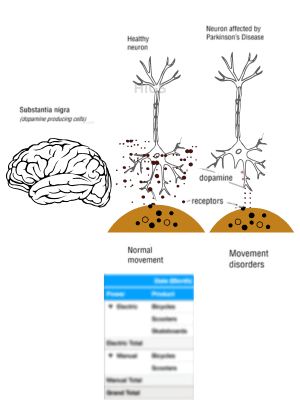 Healthy
neuron
Neuron affected by
Parkinson's Disease
Substantia nigra
(dopamine producing cells)
dopamine
receptors
Normal
movement
Movement
disorders
Power
Product
Electric
Bicycles
Scooters
Skateboards
Electric Total
Manual
Bicycles
Scooters
Manual Total
Grand Total